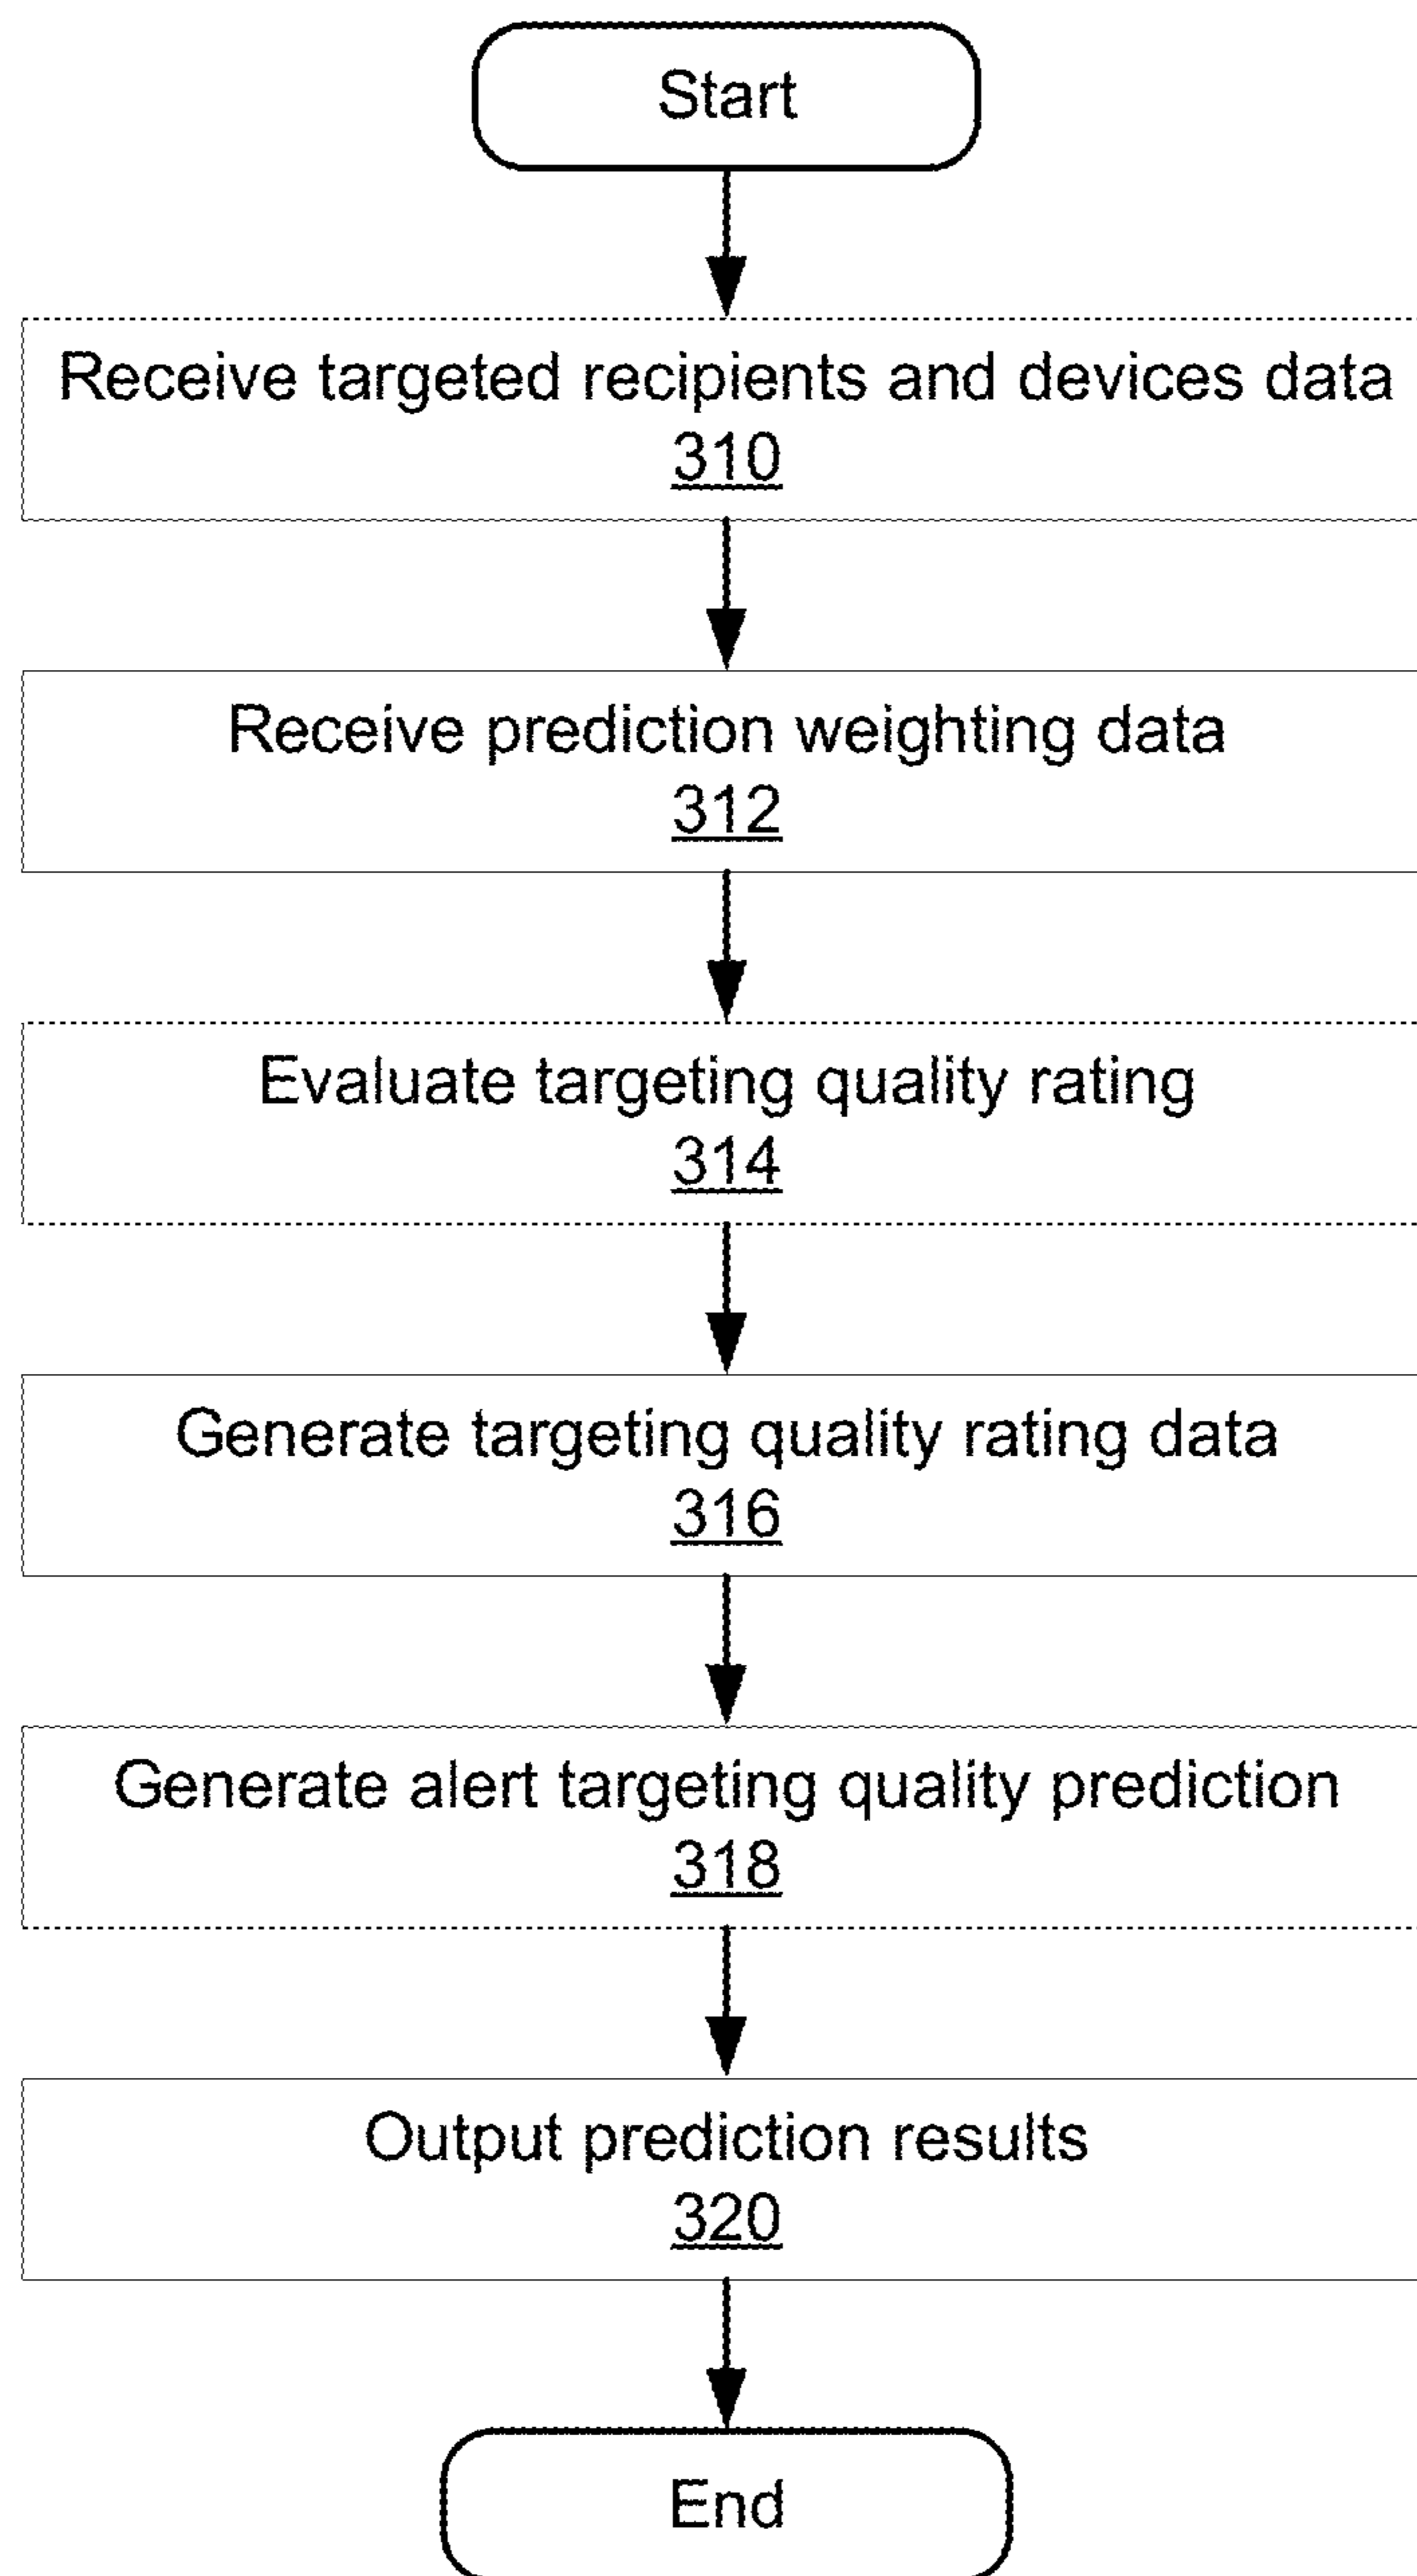 Start
Receive targeted recipients and devices data
310
Receive prediction weighting data
312
Evaluate targeting quality rating
314
Generate targeting quality rating data
316
Generate alert targeting quality prediction
318
Output prediction results
320
End